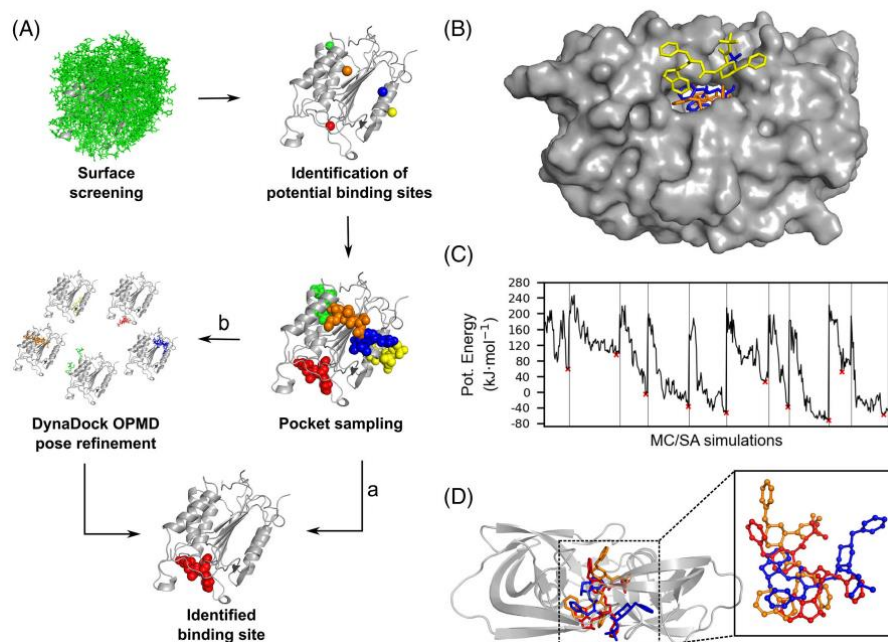 (A)
Surface
screening
Identification of
potential binding sites
b
DynaDock OPMD
pose refinement
Pocket sampling
a
Identified
binding site
(B)
(C)
Pot. Energy
(kJ·mol⁻¹)
280
240
200
160
120
80
40
0
-40
-80
MC/SA simulations
(D)